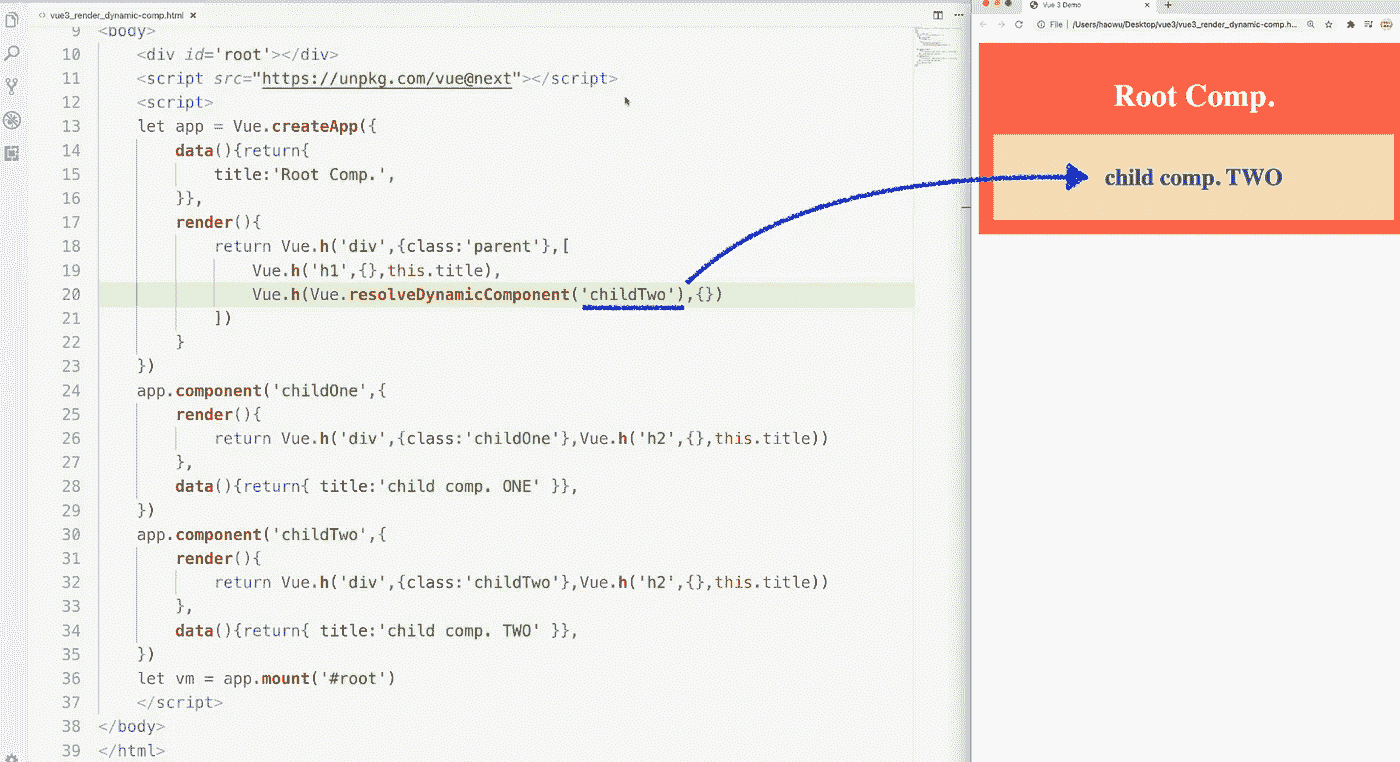 vue3_render_dynamic-comp.html ×
9 <body>
10 <div id='root'></div>
11 <script src="https://unpkg.com/vue@next"></script>
12 <script>
13 let app = Vue.createApp({
14 data(){return{
15 title:'Root Comp.',
16 }},
17 render(){
18 return Vue.h('div',{class:'parent'},[
19 Vue.h('h1',{},this.title),
20 Vue.h(Vue.resolveDynamicComponent('childTwo'),{})
21 ])
22 }
23 })
24 app.component('childOne',{
25 render(){
26 return Vue.h('div',{class:'childOne'},Vue.h('h2',{},this.title))
27 },
28 data(){return{ title:'child comp. ONE' }},
29 })
30 app.component('childTwo',{
31 render(){
32 return Vue.h('div',{class:'childTwo'},Vue.h('h2',{},this.title))
33 },
34 data(){return{ title:'child comp. TWO' }},
35 })
36 let vm = app.mount('#root')
37 </script>
38 </body>
39 </html>
Vue 3 Demo
File | /Users/haowu/Desktop/vue3/vue3_render_dynamic-comp.h...
Root Comp.
child comp. TWO